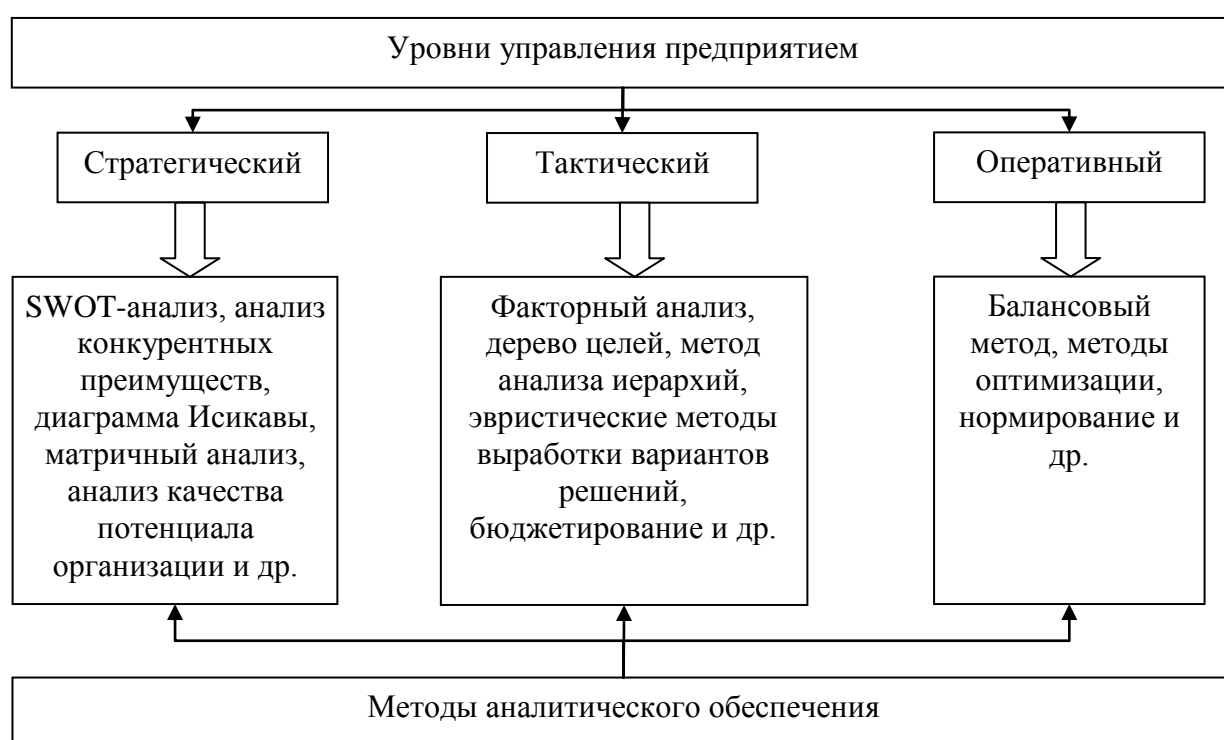 Уровни управления предприятием
Стратегический
Тактический
Оперативный
SWOT-анализ, анализ
конкурентных
преимуществ,
диаграмма Исикавы,
матричный анализ,
анализ качества
потенциала
организации и др.
Факторный анализ,
дерево целей, метод
анализа иерархий,
эвристические методы
выработки вариантов
решений,
бюджетирование и др.
Балансовый
метод, методы
оптимизации,
нормирование и
др.
Методы аналитического обеспечения